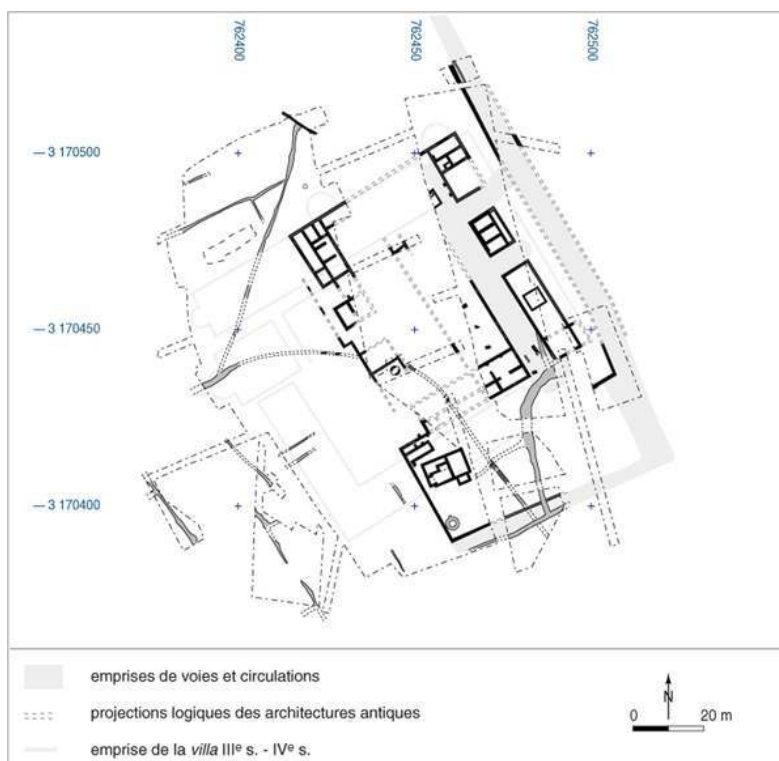 762400
762450
762500
3 170500
3 170450
3 170400
emprises de voies et circulations
projections logiques des architectures antiques
emprise de la villa IIIe s. - IVe s.
N
0 20 m